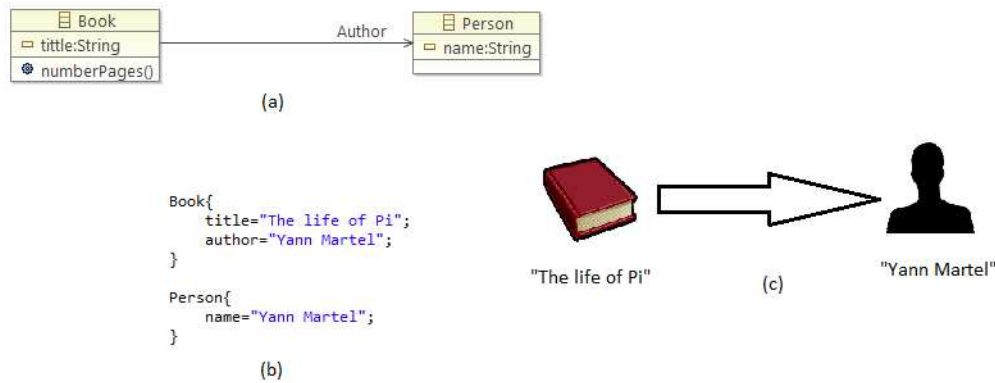 Book
tittle:String
numberPages()
Author
Person
name:String
(a)
Book{
title="The life of Pi";
author="Yann Martel";
}
Person{
name="Yann Martel";
}
(b)
"The life of Pi"
(c)
"Yann Martel"